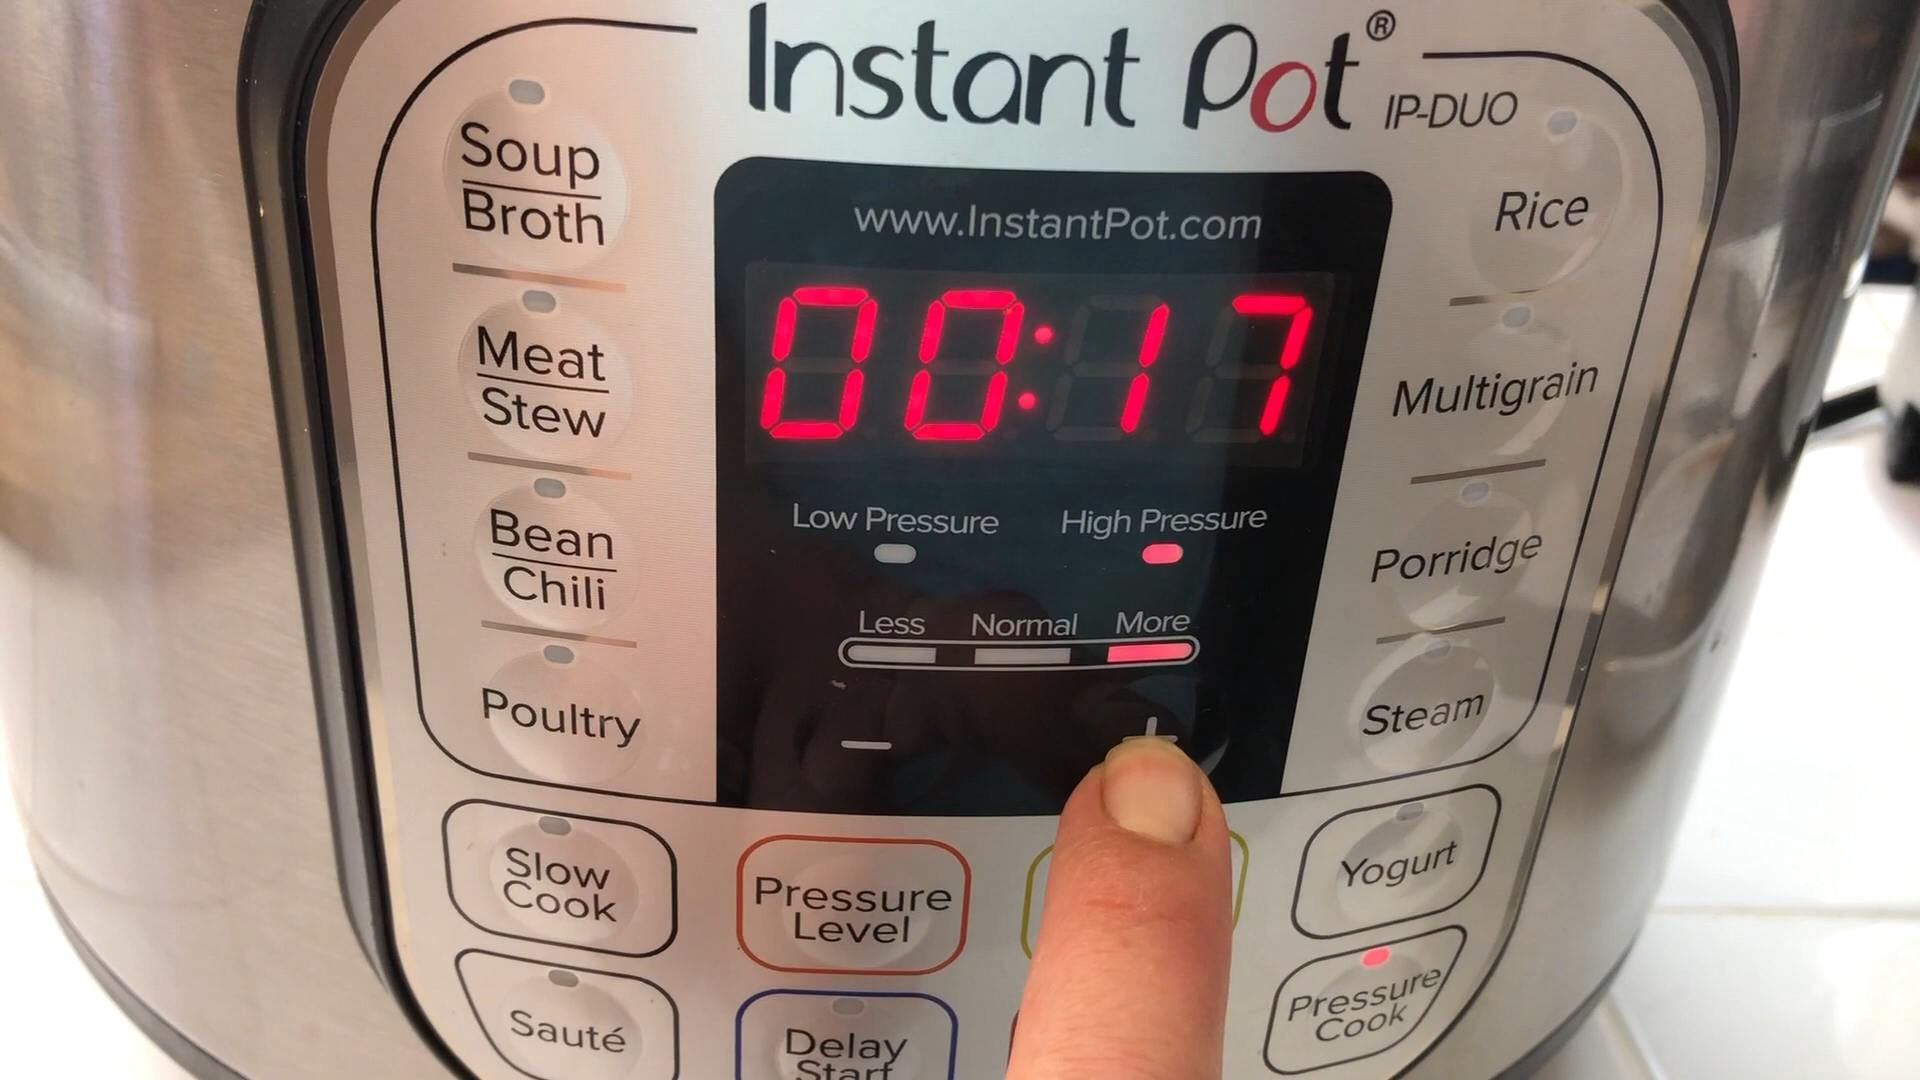 Instant Pot® IP-DUO
www.InstantPot.com
00:17
Low Pressure High Pressure
Less Normal More
− +
Soup
Broth
Meat
Stew
Bean
Chili
Poultry
Rice
Multigrain
Porridge
Steam
Slow
Cook
Pressure
Level
Yogurt
Sauté
Delay
Start
Pressure
Cook